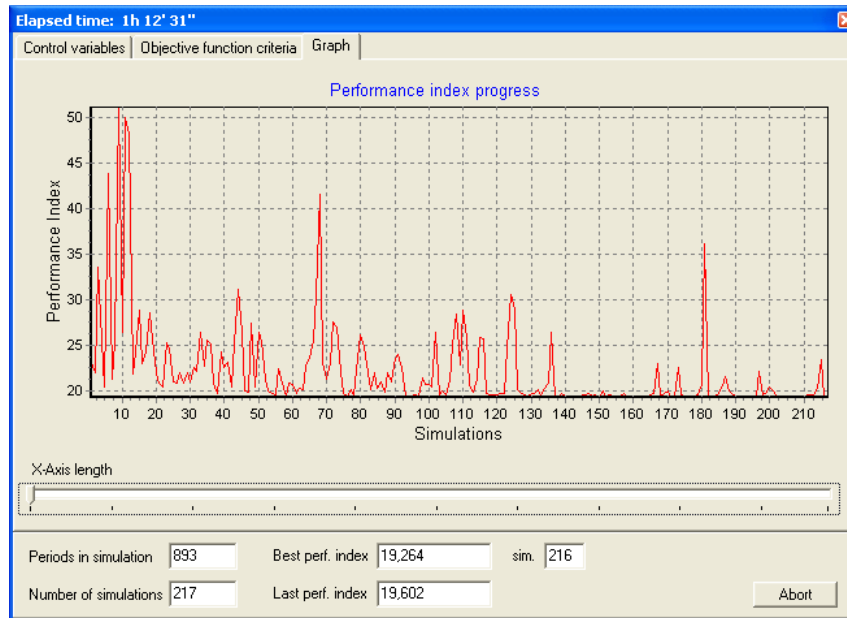 Elapsed time: 1h 12' 31"
Control variables Objective function criteria Graph
Performance index progress
Performance Index
50
45
40
35
30
25
20
10 20 30 40 50 60 70 80 90 100 110 120 130 140 150 160 170 180 190 200 210
Simulations
X-Axis length
Periods in simulation 893 Best perf. index 19,264 sim. 216
Number of simulations 217 Last perf. index 19,602 Abort